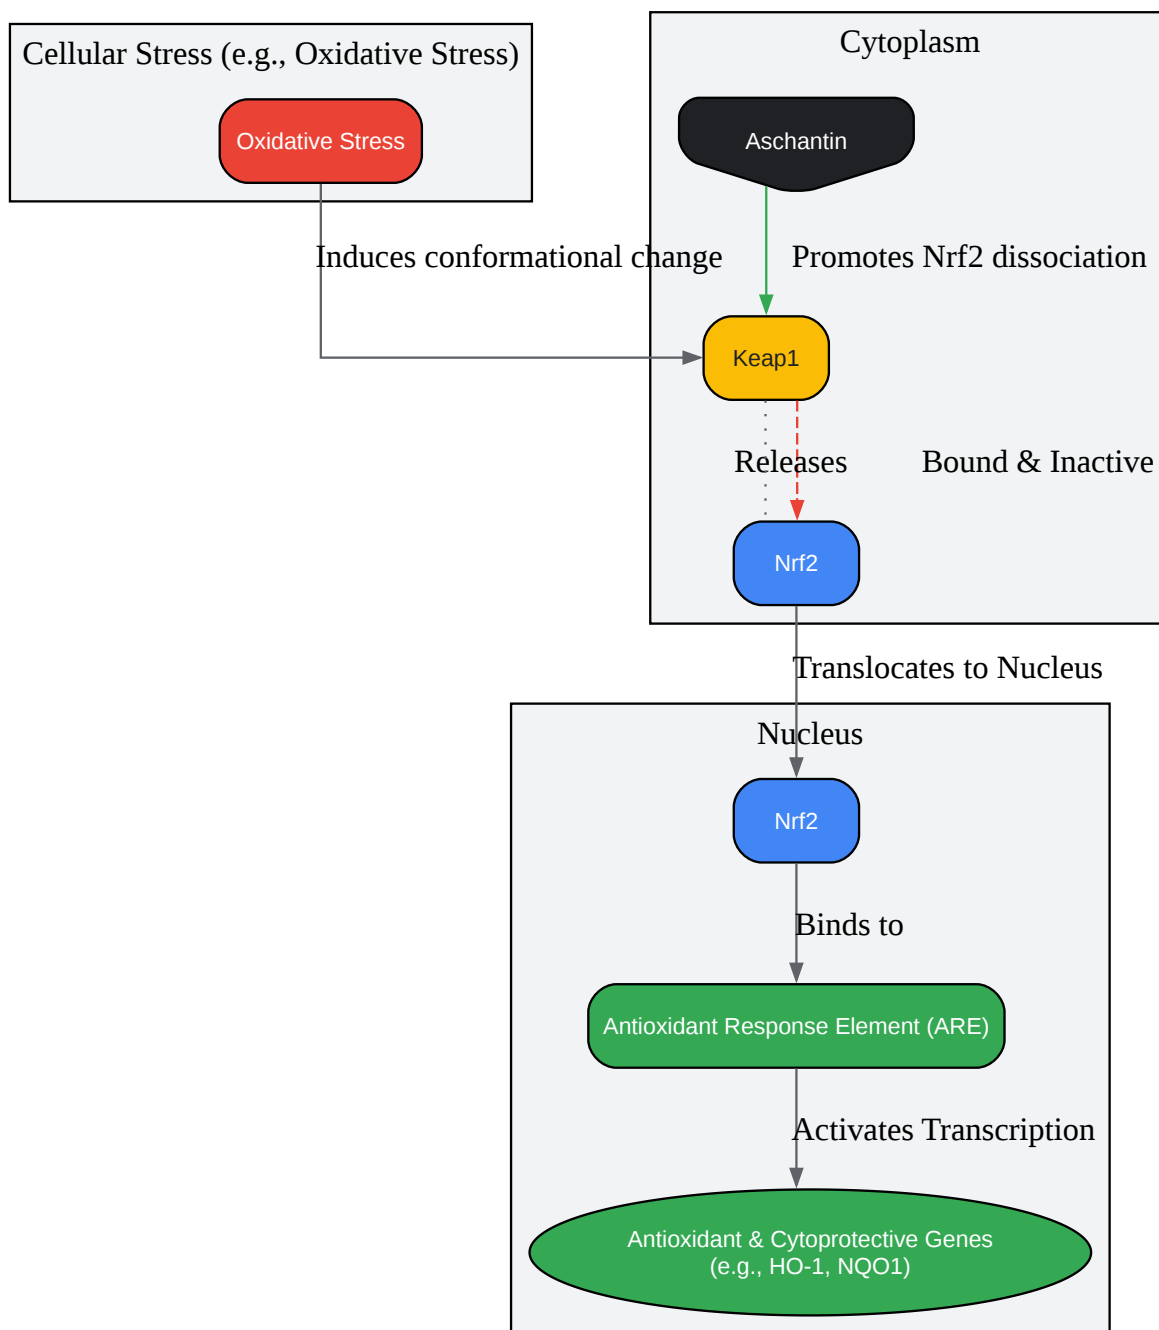 Cellular Stress (e.g., Oxidative Stress)
Oxidative Stress
Cytoplasm
Aschantin
Induces conformational change
Promotes Nrf2 dissociation
Keap1
Releases
Bound & Inactive
Nrf2
Translocates to Nucleus
Nucleus
Nrf2
Binds to
Antioxidant Response Element (ARE)
Activates Transcription
Antioxidant & Cytoprotective Genes
(e.g., HO-1, NQO1)